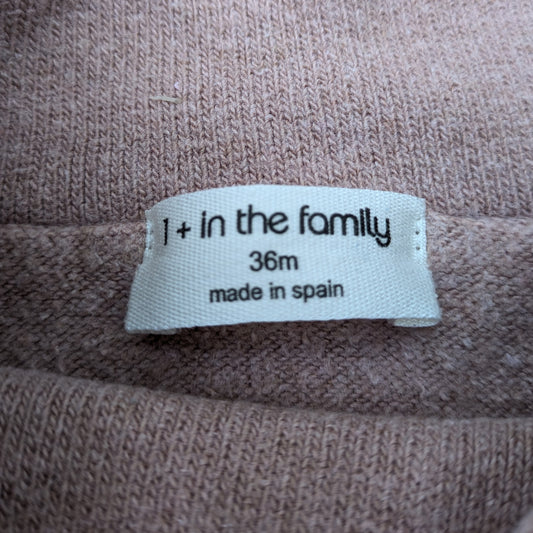 1 + in the family
36m
made in spain